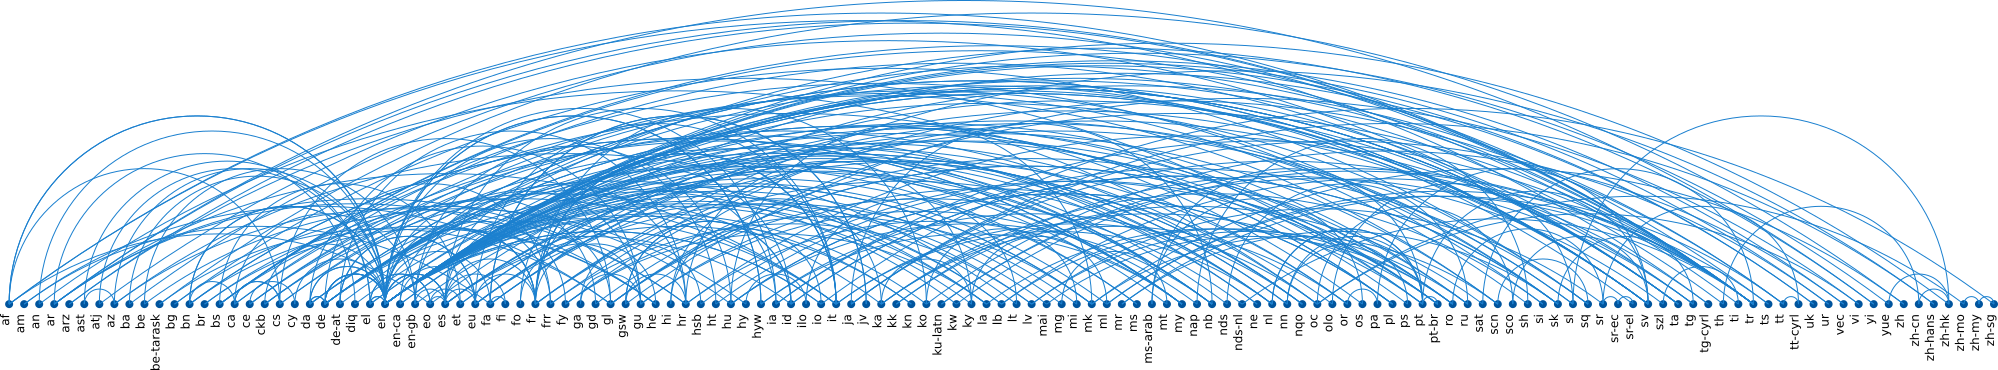 af
am
an
ar
arz
ast
atj
az
ba
be
be-tarask
bg
bn
br
bs
ca
ce
ckb
cs
cy
da
de
de-at
diq
el
en
en-ca
en-gb
eo
es
et
eu
fa
fi
fo
fr
frr
fy
ga
gd
gl
gsw
gu
he
hi
hr
hsb
ht
hu
hy
hyw
ia
id
ilo
io
it
ja
jv
ka
kk
kn
ko
ku-latn
kw
ky
la
lb
lt
lv
mai
mg
mi
mk
ml
mr
ms
ms-arab
mt
my
nap
nb
nds
nds-nl
ne
nl
nn
nqo
oc
olo
or
os
pa
pl
ps
pt
pt-br
ro
ru
sat
scn
sco
sh
si
sk
sl
sq
sr
sr-ec
sr-el
sv
szl
ta
tg
tg-cyrl
th
ti
tr
ts
tt
tt-cyrl
uk
ur
vec
vi
yi
yue
zh
zh-cn
zh-hans
zh-hk
zh-mo
zh-my
zh-sg